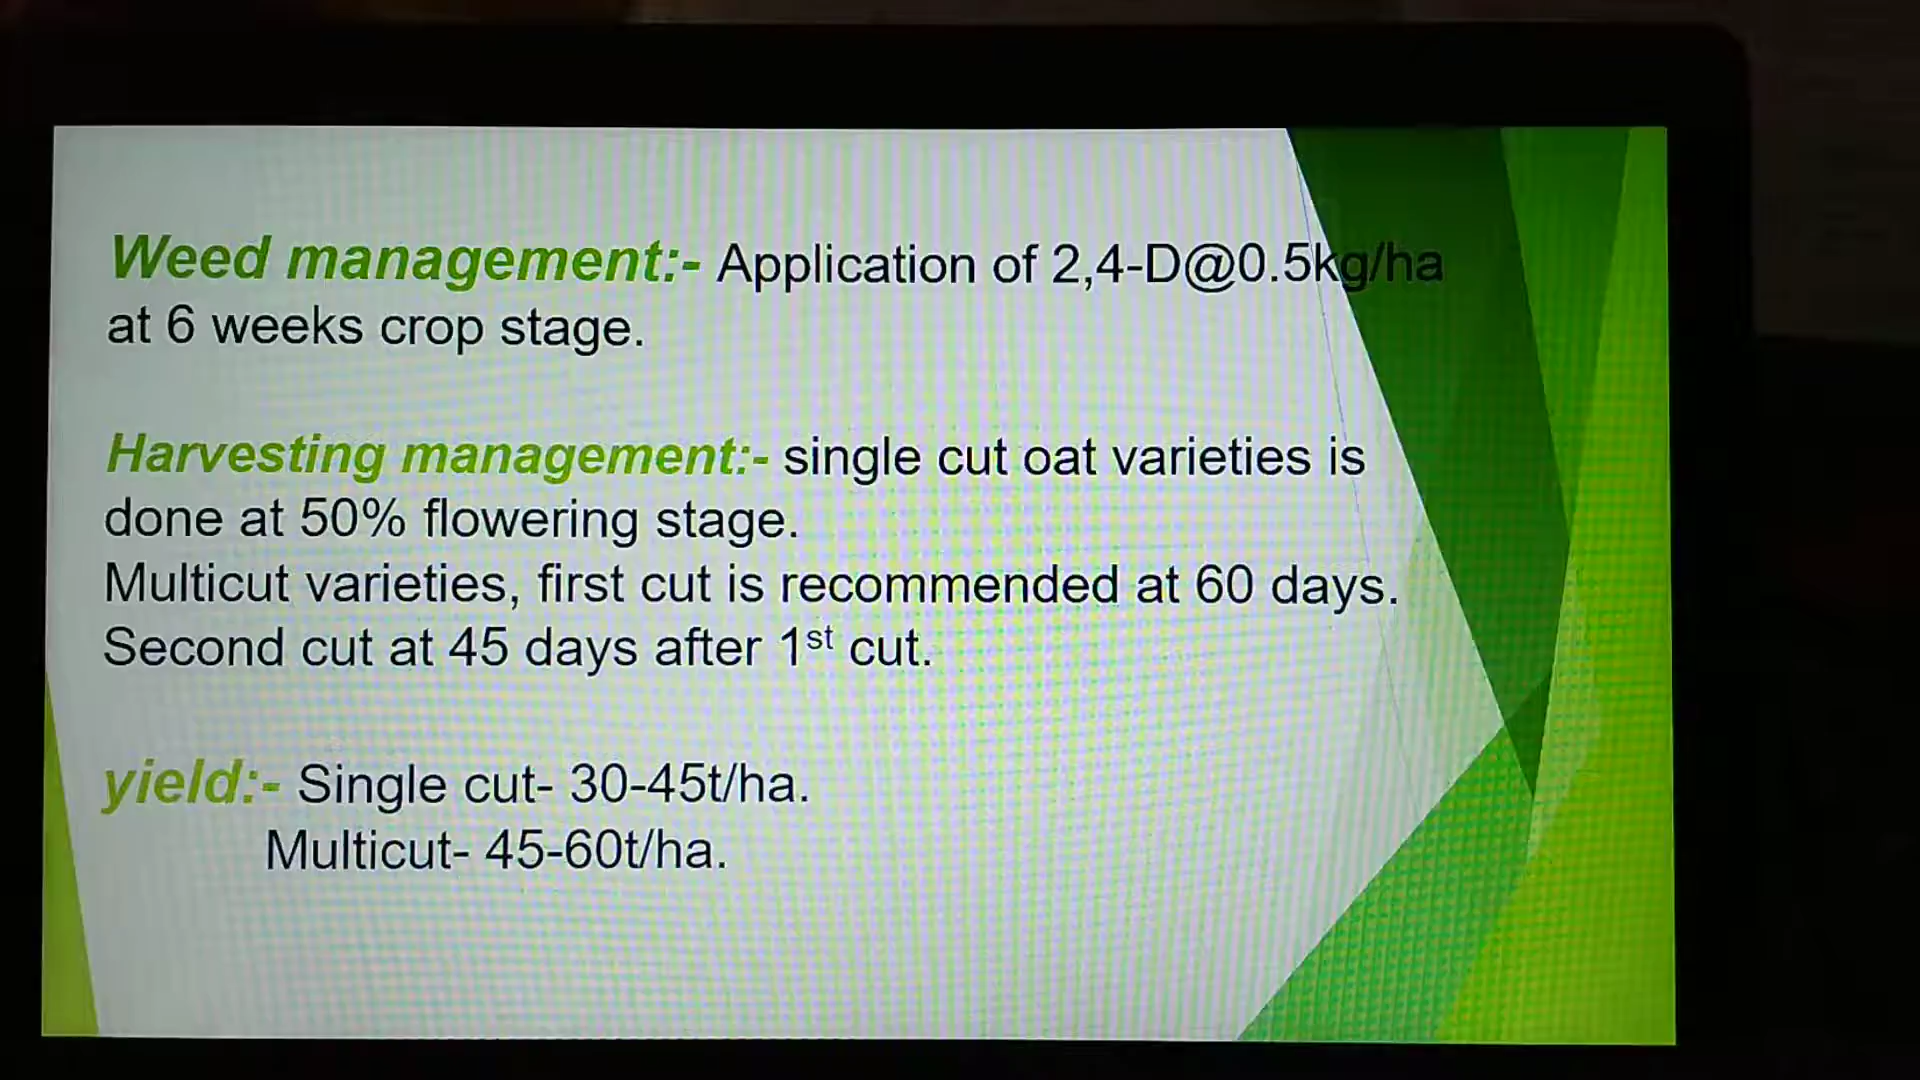 Weed management:- Application of 2,4-D@0.5kg/ha
at 6 weeks crop stage.
Harvesting management:- single cut oat varieties is
done at 50% flowering stage.
Multicut varieties, first cut is recommended at 60 days.
Second cut at 45 days after 1st cut.
yield:- Single cut- 30-45t/ha.
Multicut- 45-60t/ha.